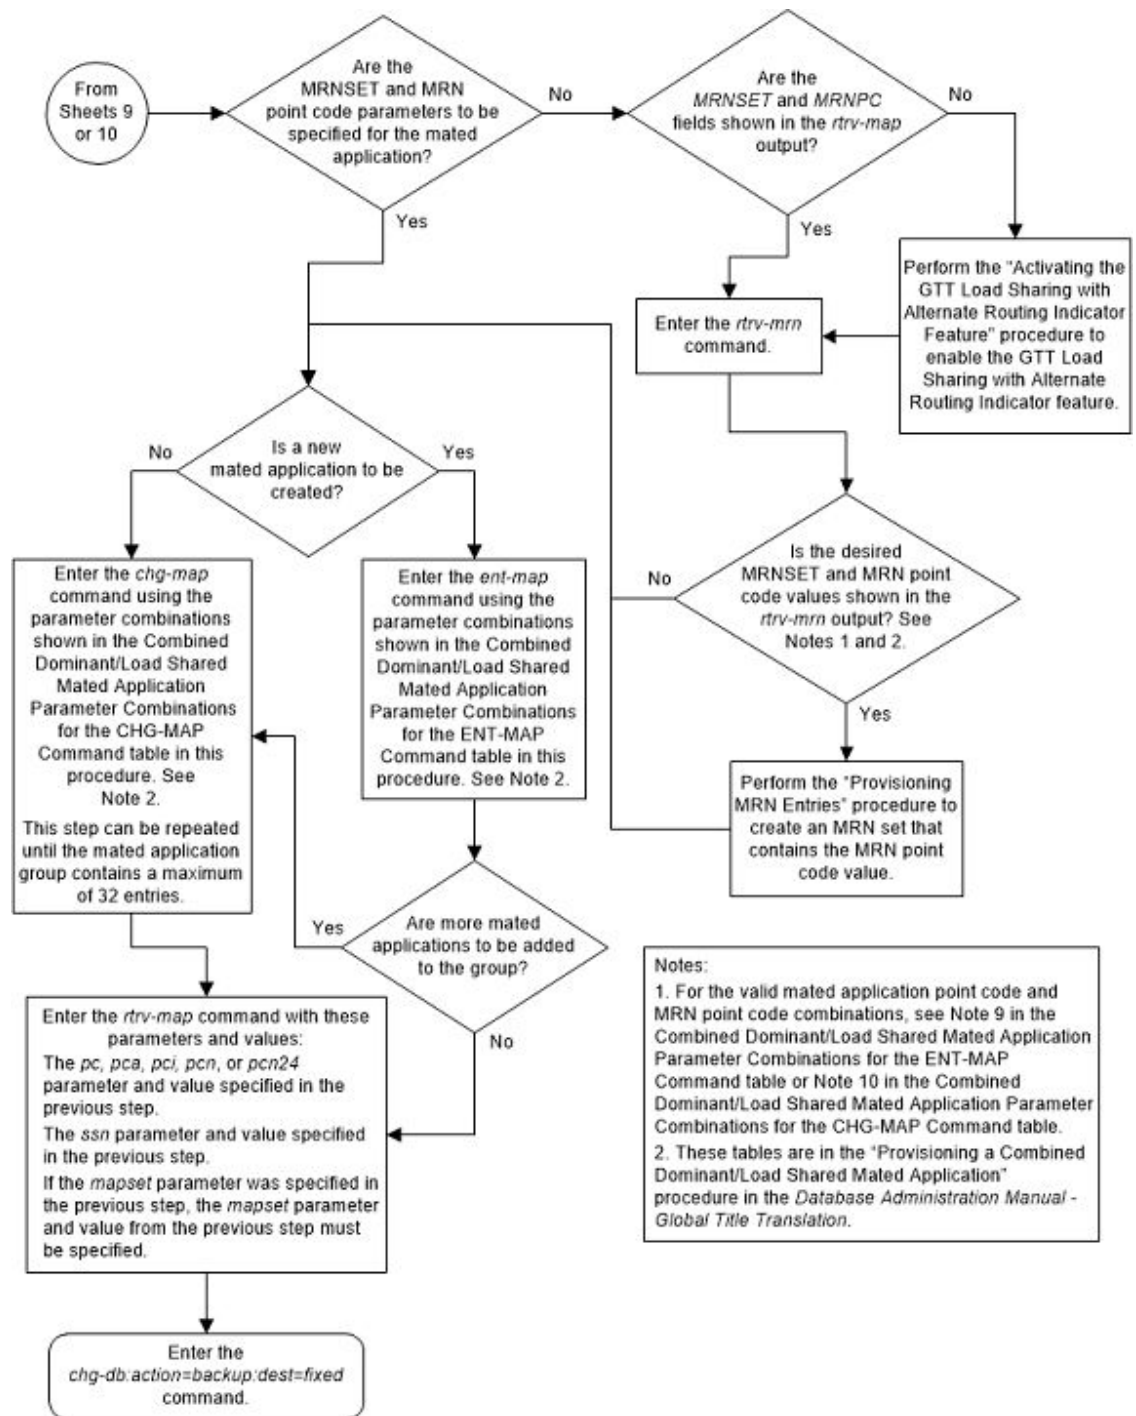 From
Sheets 9
or 10
Are the
MRNSET and MRN
point code parameters to be
specified for the mated
application?
No
Yes
Are the
MRNSET and MRNPC
fields shown in the rtrv-map
output?
No
Yes
Perform the "Activating the
GTT Load Sharing with
Alternate Routing Indicator
Feature" procedure to
enable the GTT Load
Sharing with Alternate
Routing Indicator feature.
Enter the rtrv-mrn
command.
Is a new
mated application to be
created?
No
Yes
Is the desired
MRNSET and MRN point
code values shown in the
rtrv-mrn output? See
Notes 1 and 2.
No
Yes
Enter the chg-map
command using the
parameter combinations
shown in the Combined
Dominant/Load Shared
Mated Application
Parameter Combinations
for the CHG-MAP
Command table in this
procedure. See
Note 2.
This step can be repeated
until the mated application
group contains a maximum
of 32 entries.
Enter the ent-map
command using the
parameter combinations
shown in the Combined
Dominant/Load Shared
Mated Application
Parameter Combinations
for the ENT-MAP
Command table in this
procedure. See Note 2.
Perform the "Provisioning
MRN Entries" procedure to
create an MRN set that
contains the MRN point
code value.
Are more mated
applications to be added
to the group?
Yes
No
Enter the rtrv-map command with these
parameters and values:
The pc, pca, pci, pcn, or pcn24
parameter and value specified in the
previous step.
The ssn parameter and value specified
in the previous step.
If the mapset parameter was specified in
the previous step, the mapset parameter
and value from the previous step must
be specified.
Notes:
1. For the valid mated application point code and
MRN point code combinations, see Note 9 in the
Combined Dominant/Load Shared Mated Application
Parameter Combinations for the ENT-MAP
Command table or Note 10 in the Combined
Dominant/Load Shared Mated Application Parameter
Combinations for the CHG-MAP Command table.
2. These tables are in the "Provisioning a Combined
Dominant/Load Shared Mated Application"
procedure in the Database Administration Manual -
Global Title Translation.
Enter the
chg-db:action=backup:dest=fixed
command.